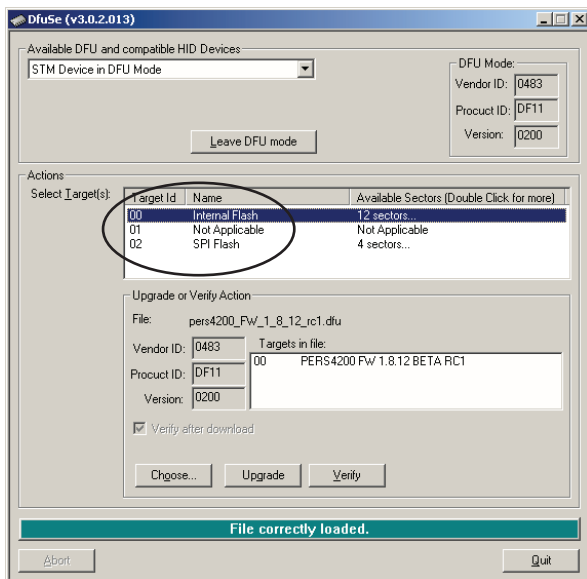 DfuSe (v3.0.2.013)
Available DFU and compatible HID Devices
STM Device in DFU Mode
Leave DFU mode
DFU Mode:
Vendor ID: 0483
Procuct ID: DF11
Version: 0200
Actions
Select Target(s):
Target Id Name Available Sectors (Double Click for more)
00 Internal Flash 12 sectors...
01 Not Applicable Not Applicable
02 SPI Flash 4 sectors...
Upgrade or Verify Action
File: pers4200_FW_1_8_12_rc1.dfu
Vendor ID: 0483
Procuct ID: DF11
Version: 0200
Targets in file:
00 PERS4200 FW 1.8.12 BETA RC1
Verify after download
Choose... Upgrade Verify
File correctly loaded.
Abort Quit